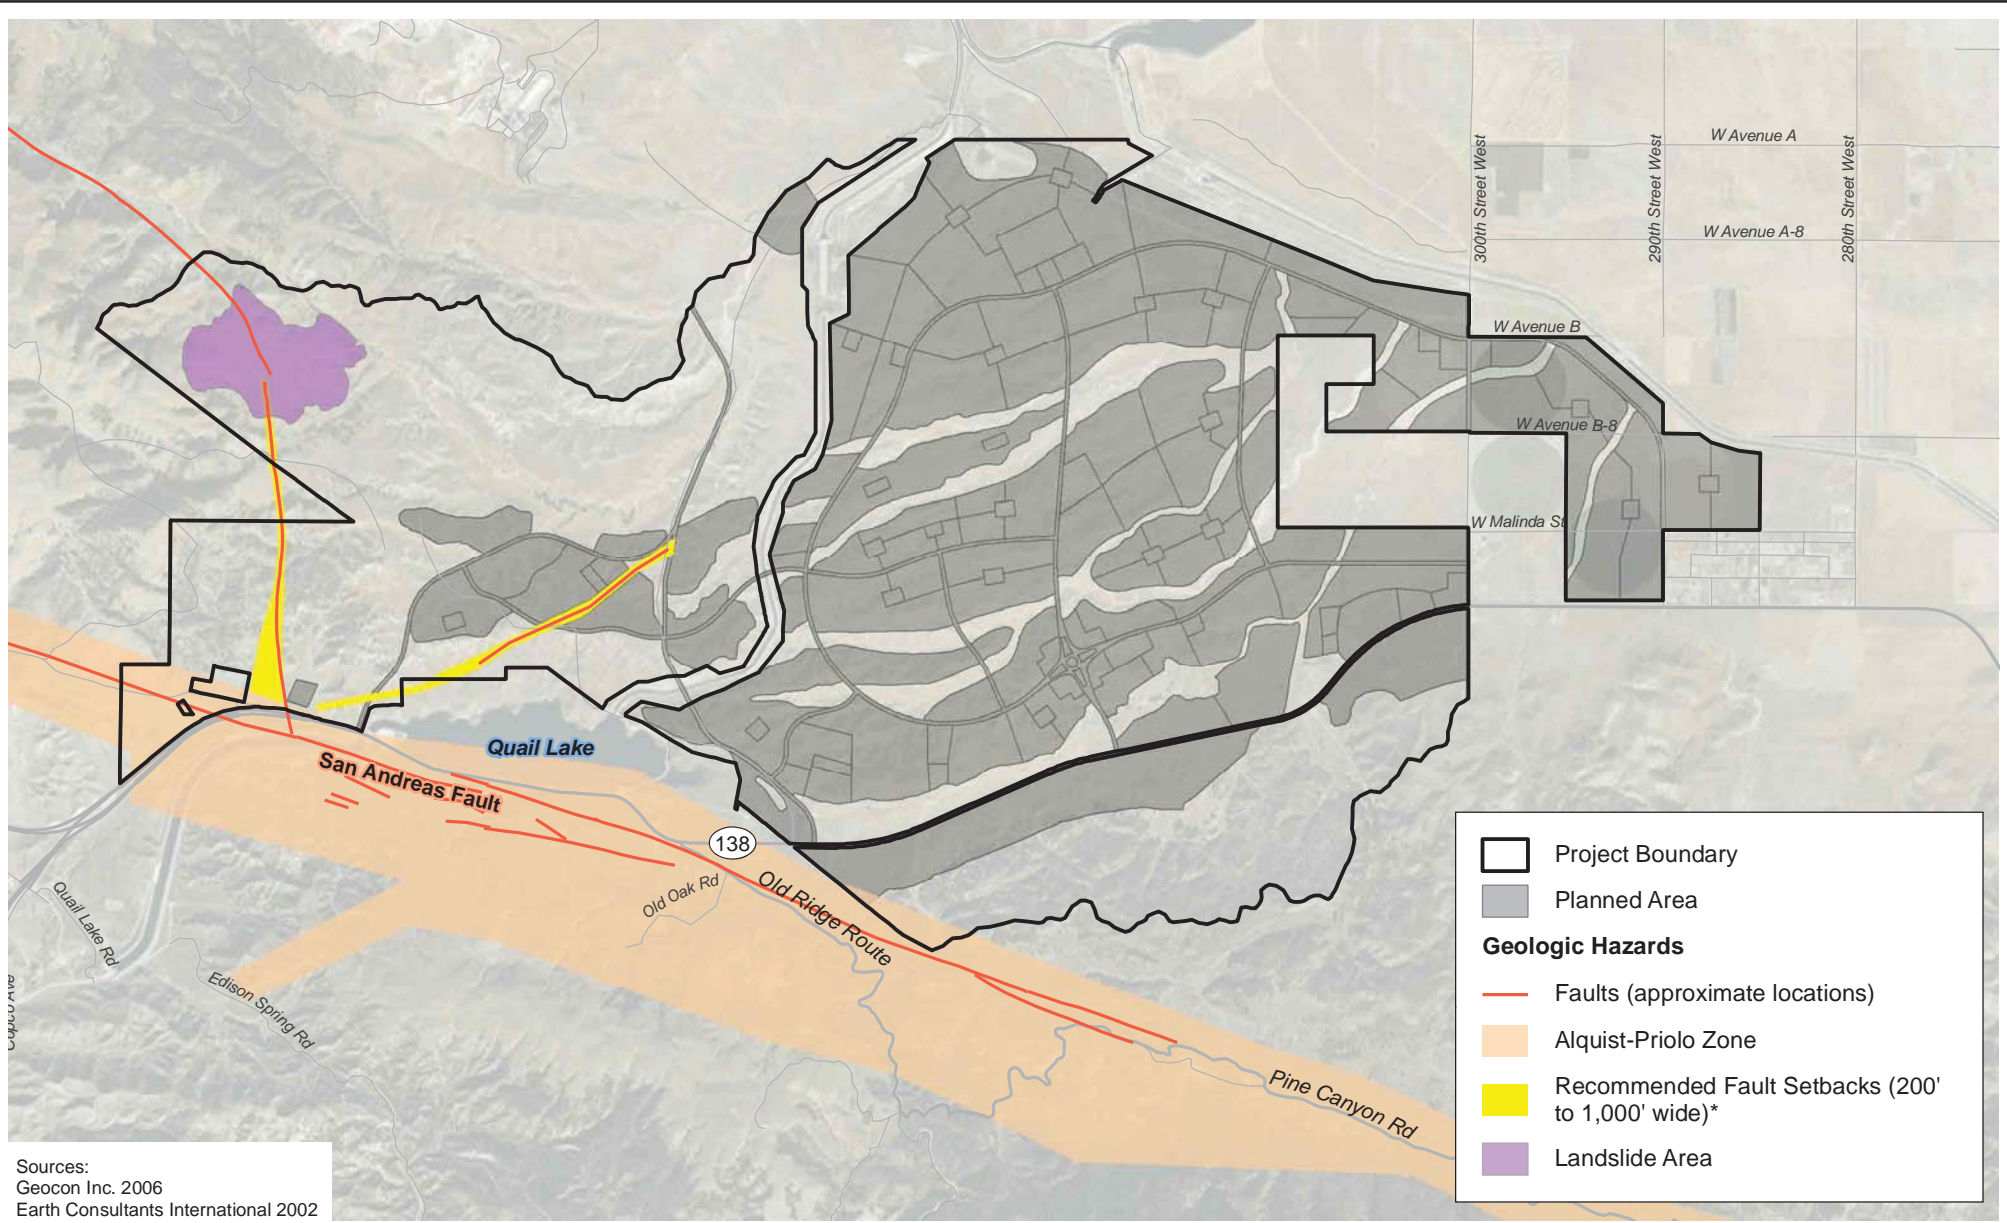 W Avenue A
300th Street West
290th Street West
280th Street West
W Avenue A-8
W Avenue B
W Avenue B-8
W Malinda St
Quail Lake
San Andreas Fault
138
Old Oak Rd
Old Ridge Route
Quail Lake Rd
Edison Spring Rd
Pine Canyon Rd
Project Boundary
Planned Area
Geologic Hazards
Faults (approximate locations)
Alquist-Priolo Zone
Recommended Fault Setbacks (200'
to 1,000' wide)*
Landslide Area
Sources:
Geocon Inc. 2006
Earth Consultants International 2002